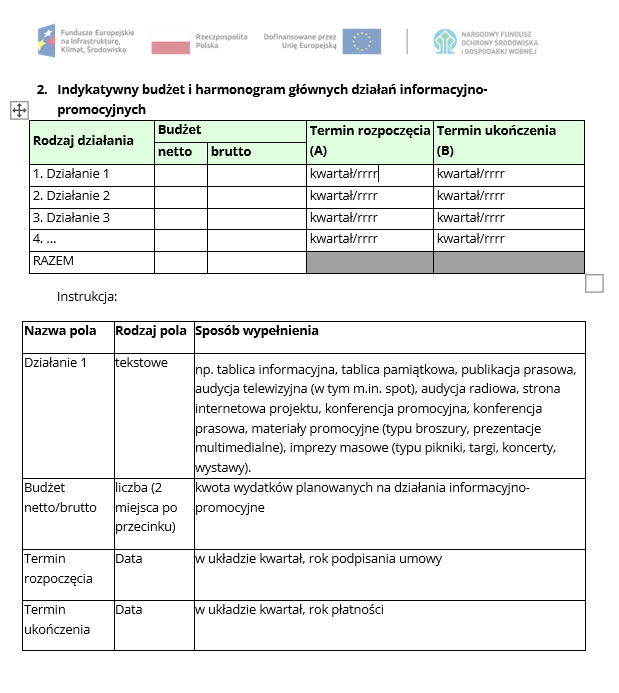 Fundusze Europejskie
na Infrastrukturę,
Klimat, Środowisko
Rzeczpospolita
Polska
Dofinansowane przez
Unię Europejską
NARODOWY FUNDUSZ
OCHRONY ŚRODOWISKA
I GOSPODARKI WODNEJ
2. Indykatywny budżet i harmonogram głównych działań informacyjno-
promocyjnych
Rodzaj działania
Budżet
netto
brutto
Termin rozpoczęcia
(A)
Termin ukończenia
(B)
1. Działanie 1 kwartał/rrrr kwartał/rrrr
2. Działanie 2 kwartał/rrrr kwartał/rrrr
3. Działanie 3 kwartał/rrrr kwartał/rrrr
4. ... kwartał/rrrr kwartał/rrrr
RAZEM
Instrukcja:
Nazwa pola Rodzaj pola Sposób wypełnienia
Działanie 1
tekstowe
np. tablica informacyjna, tablica pamiątkowa, publikacja prasowa,
audycja telewizyjna (w tym m.in. spot), audycja radiowa, strona
internetowa projektu, konferencja promocyjna, konferencja
prasowa, materiały promocyjne (typu broszury, prezentacje
multimedialne), imprezy masowe (typu pikniki, targi, koncerty,
wystawy).
Budżet
netto/brutto
liczba (2
miejsca po
przecinku)
kwota wydatków planowanych na działania informacyjno-
promocyjne
Termin
rozpoczęcia
Data
w układzie kwartał, rok podpisania umowy
Termin
ukończenia
Data
w układzie kwartał, rok płatności